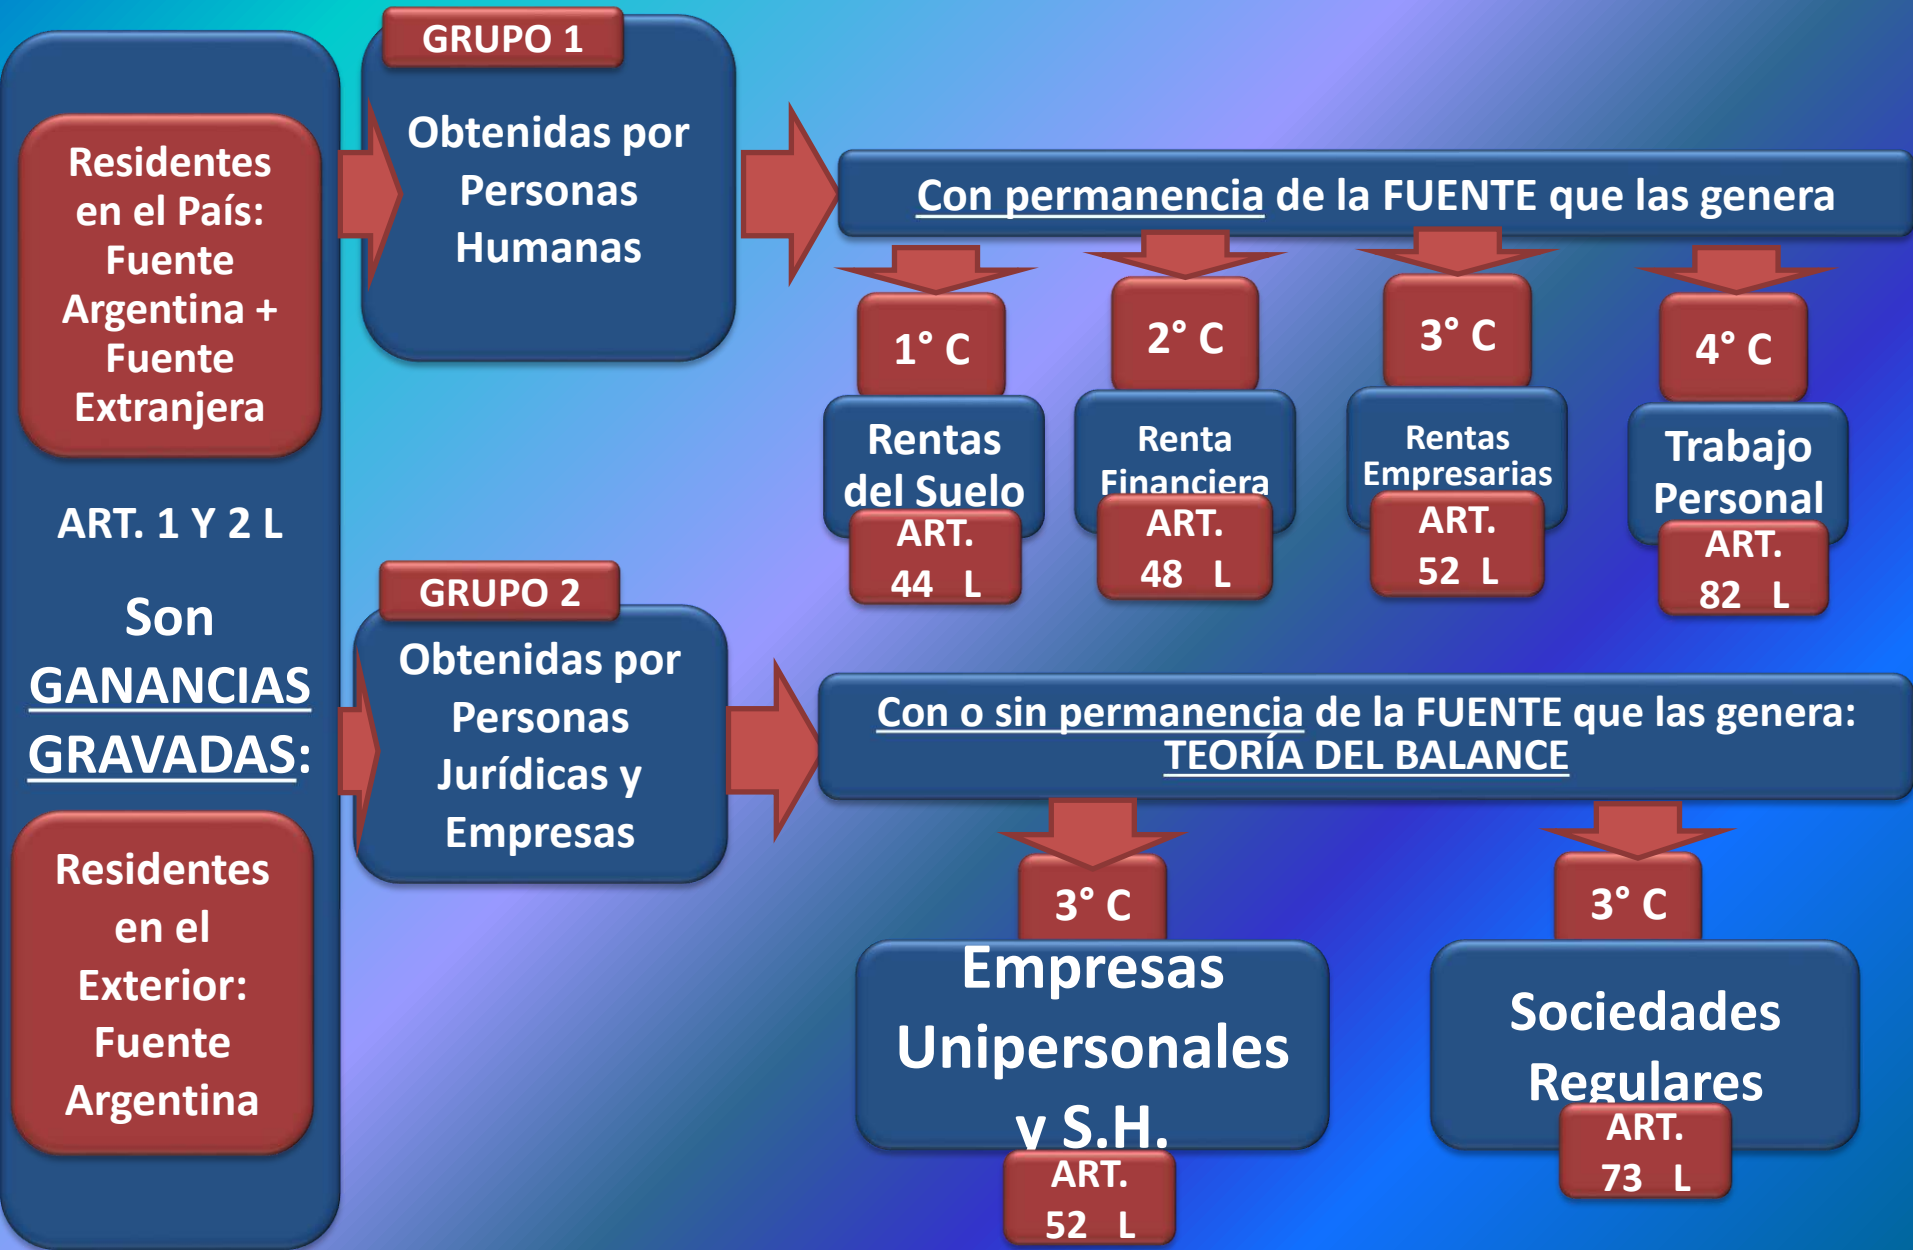 Residentes
en el País:
Fuente
Argentina +
Fuente
Extranjera
ART. 1 Y 2 L
Son
GANANCIAS
GRAVADAS:
Residentes
en el
Exterior:
Fuente
Argentina
GRUPO 1
Obtenidas por
Personas
Humanas
Con permanencia de la FUENTE que las genera
1° C
Rentas
del Suelo
ART.
44 L
2° C
Renta
Financiera
ART.
48 L
3° C
Rentas
Empresarias
ART.
52 L
4° C
Trabajo
Personal
ART.
82 L
GRUPO 2
Obtenidas por
Personas
Jurídicas y
Empresas
Con o sin permanencia de la FUENTE que las genera:
TEORÍA DEL BALANCE
3° C
Empresas
Unipersonales
y S.H.
ART.
52 L
3° C
Sociedades
Regulares
ART.
73 L